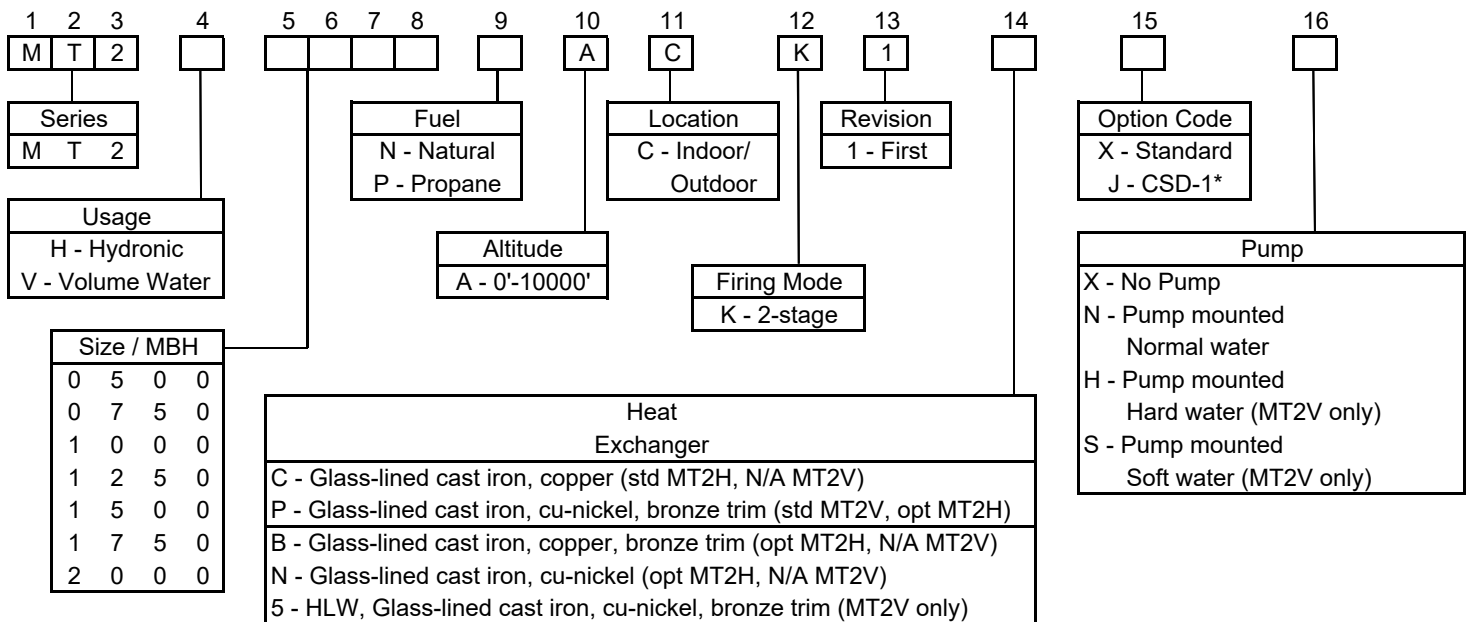 1 2 3 4 5 6 7 8 9 10 11 12 13 14 15 16
M T 2 A C K 1
Series
M T 2
Usage
H - Hydronic
V - Volume Water
Size / MBH
0 5 0 0
0 7 5 0
1 0 0 0
1 2 5 0
1 5 0 0
1 7 5 0
2 0 0 0
Fuel
N - Natural
P - Propane
Altitude
A - 0'-10000'
Location
C - Indoor/
Outdoor
Firing Mode
K - 2-stage
Revision
1 - First
Heat
Exchanger
C - Glass-lined cast iron, copper (std MT2H, N/A MT2V)
P - Glass-lined cast iron, cu-nickel, bronze trim (std MT2V, opt MT2H)
B - Glass-lined cast iron, copper, bronze trim (opt MT2H, N/A MT2V)
N - Glass-lined cast iron, cu-nickel (opt MT2H, N/A MT2V)
5 - HLW, Glass-lined cast iron, cu-nickel, bronze trim (MT2V only)
Option Code
X - Standard
J - CSD-1*
Pump
X - No Pump
N - Pump mounted
Normal water
H - Pump mounted
Hard water (MT2V only)
S - Pump mounted
Soft water (MT2V only)